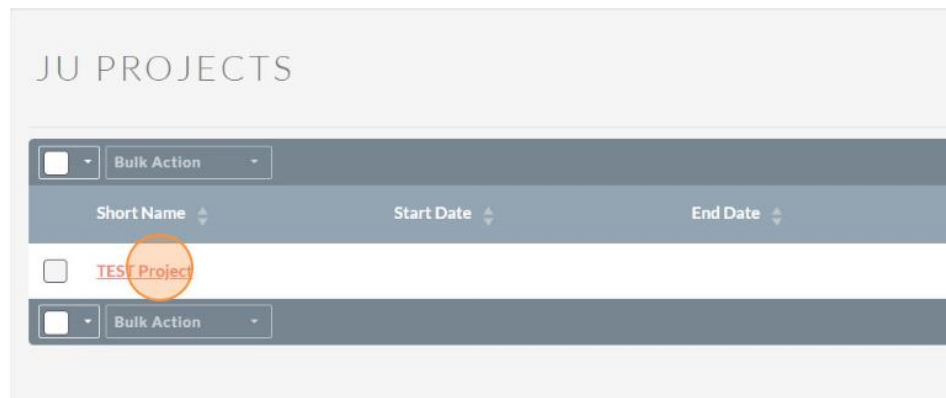 JU PROJECTS
Bulk Action
Short Name Start Date End Date
TEST Project
Bulk Action